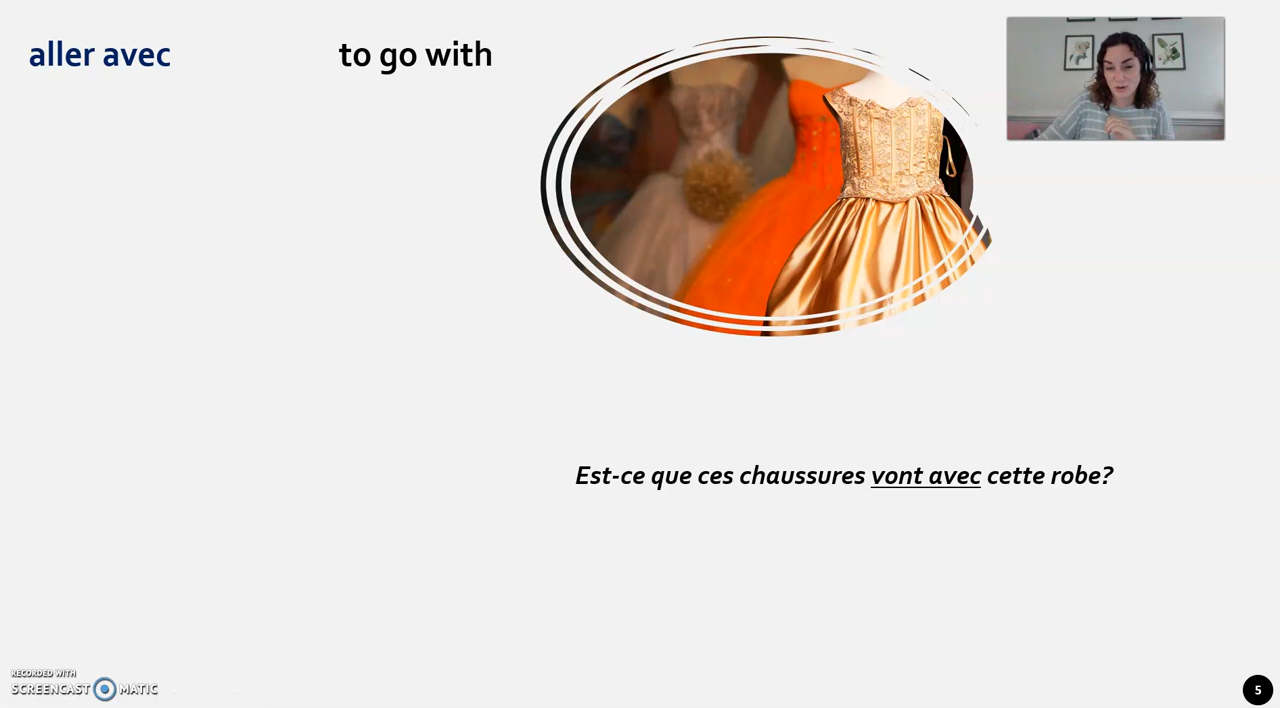 aller avec
to go with
Est-ce que ces chaussures vont avec cette robe?
RECORDED WITH
SCREENCAST MATIC
5